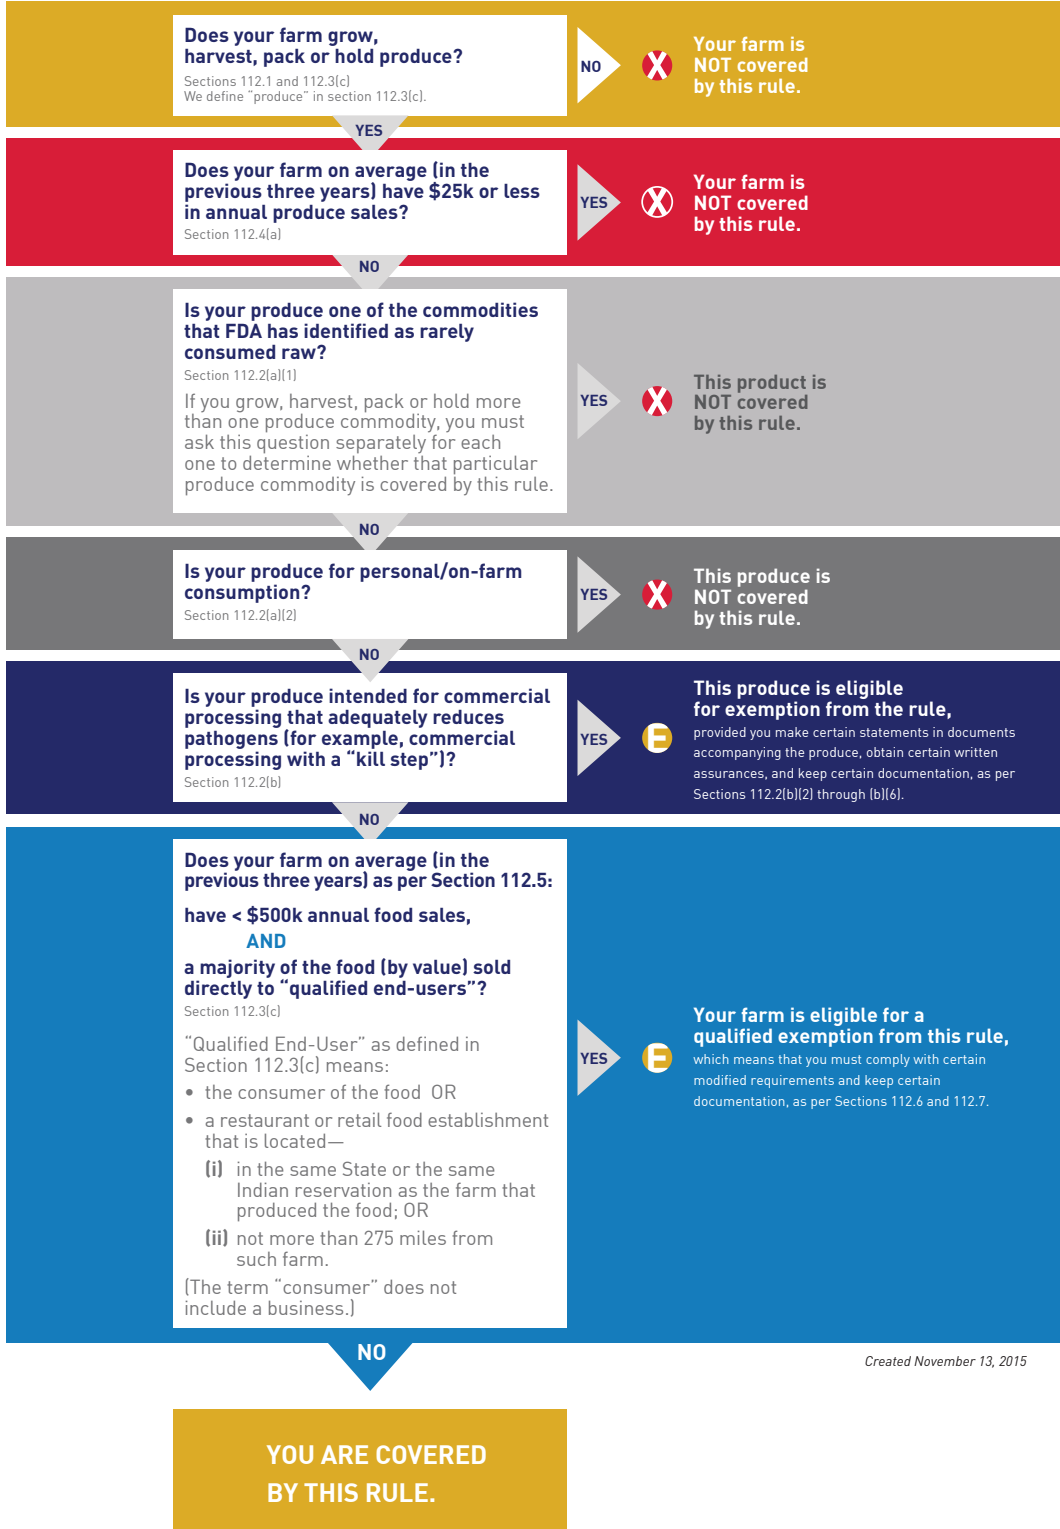 Does your farm grow,
harvest, pack or hold produce?
Sections 112.1 and 112.3(c)
We define “produce” in section 112.3(c).
NO
X
Your farm is
NOT covered
by this rule.
YES
Does your farm on average (in the
previous three years) have $25k or less
in annual produce sales?
Section 112.4(a)
YES
X
Your farm is
NOT covered
by this rule.
NO
Is your produce one of the commodities
that FDA has identified as rarely
consumed raw?
Section 112.2(a)(1)
If you grow, harvest, pack or hold more
than one produce commodity, you must
ask this question separately for each
one to determine whether that particular
produce commodity is covered by this rule.
YES
X
This product is
NOT covered
by this rule.
NO
Is your produce for personal/on-farm
consumption?
Section 112.2(a)(2)
YES
X
This produce is
NOT covered
by this rule.
NO
Is your produce intended for commercial
processing that adequately reduces
pathogens (for example, commercial
processing with a “kill step”)?
Section 112.2(b)
YES
E
This produce is eligible
for exemption from the rule,
provided you make certain statements in documents
accompanying the produce, obtain certain written
assurances, and keep certain documentation, as per
Sections 112.2(b)(2) through (b)(6).
NO
Does your farm on average (in the
previous three years) as per Section 112.5:
have < $500k annual food sales,
AND
a majority of the food (by value) sold
directly to “qualified end-users”?
Section 112.3(c)
“Qualified End-User” as defined in
Section 112.3(c) means:
• the consumer of the food OR
• a restaurant or retail food establishment
that is located—
(i) in the same State or the same
Indian reservation as the farm that
produced the food; OR
(ii) not more than 275 miles from
such farm.
(The term “consumer” does not
include a business.)
YES
E
Your farm is eligible for a
qualified exemption from this rule,
which means that you must comply with certain
modified requirements and keep certain
documentation, as per Sections 112.6 and 112.7.
NO
Created November 13, 2015
YOU ARE COVERED
BY THIS RULE.